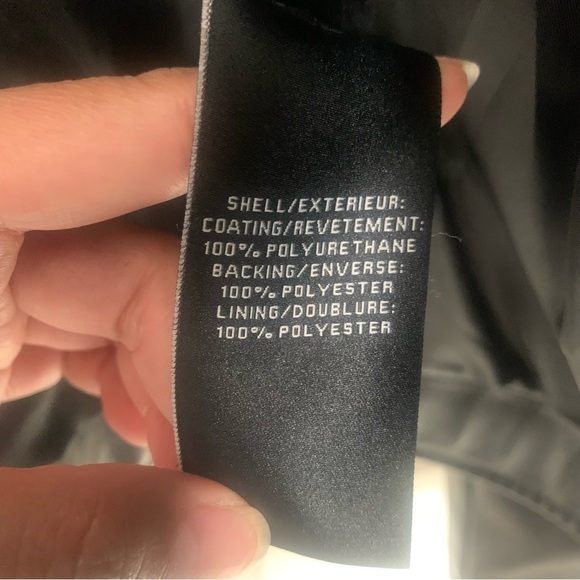 SHELL/EXTERIEUR:
COATING/REVETEMENT:
100% POLYURETHANE
BACKING/ENVERSE:
100% POLYESTER
LINING/DOUBLURE:
100% POLYESTER